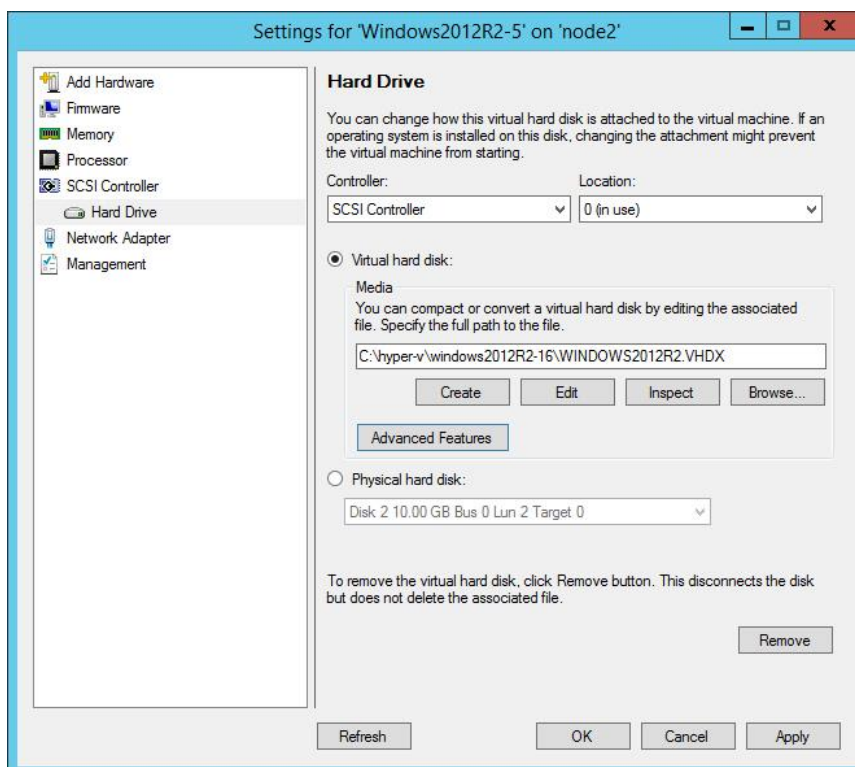 Settings for 'Windows2012R2-5' on 'node2'
Add Hardware
Firmware
Memory
Processor
SCSI Controller
Hard Drive
Network Adapter
Management
Hard Drive
You can change how this virtual hard disk is attached to the virtual machine. If an
operating system is installed on this disk, changing the attachment might prevent
the virtual machine from starting.
Controller:
Location:
SCSI Controller
0 (in use)
Virtual hard disk:
Media
You can compact or convert a virtual hard disk by editing the associated
file. Specify the full path to the file.
C:\hyper-v\windows2012R2-16\WINDOWS2012R2.VHDX
Create
Edit
Inspect
Browse...
Advanced Features
Physical hard disk:
Disk 2 10.00 GB Bus 0 Lun 2 Target 0
To remove the virtual hard disk, click Remove button. This disconnects the disk
but does not delete the associated file.
Remove
Refresh
OK
Cancel
Apply